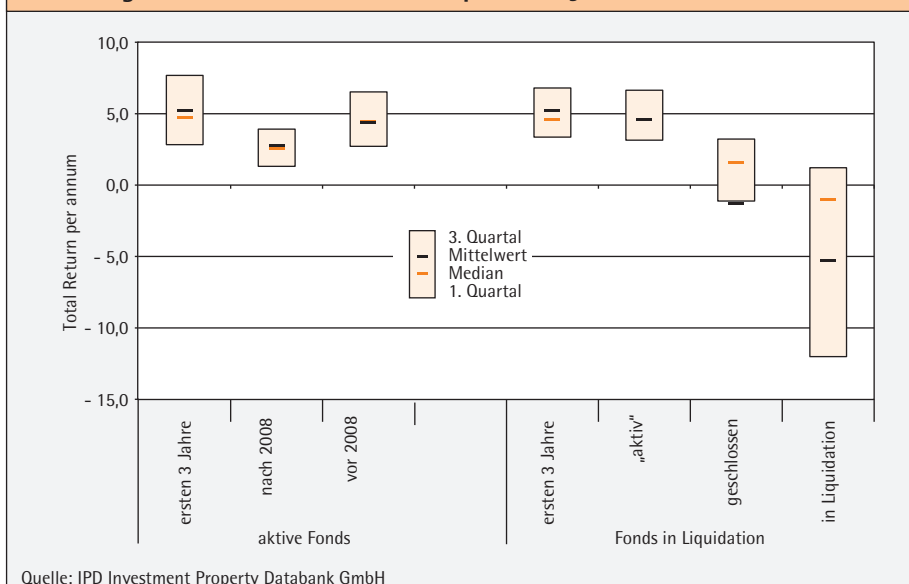 10,0
5,0
0,0
- 5,0
- 10,0
- 15,0
Total Return per annum
3. Quartal
Mittelwert
Median
1. Quartal
ersten 3 Jahre
nach 2008
vor 2008
ersten 3 Jahre
„aktiv“
geschlossen
in Liquidation
aktive Fonds
Fonds in Liquidation
Quelle: IPD Investment Property Databank GmbH